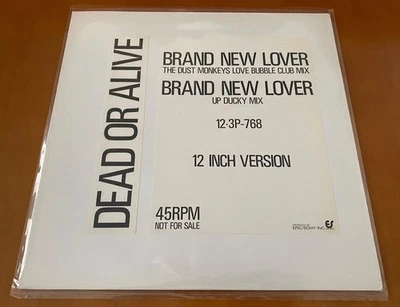 DEAD OR ALIVE
BRAND NEW LOVER
THE DUST MONKEYS LOVE BUBBLE CLUB MIX
BRAND NEW LOVER
UP DUCKY MIX
12·3P-768
12 INCH VERSION
45RPM
NOT FOR SALE
ES
EPIC/SONY INC.